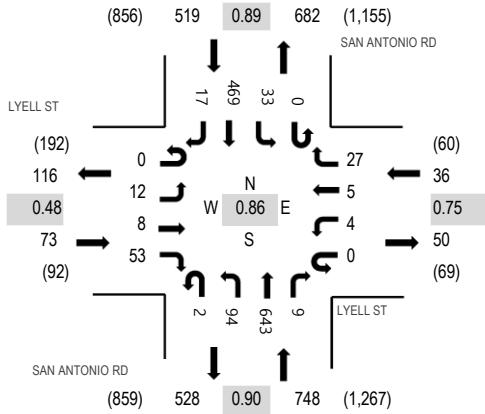 (856) 519 0.89 682 (1,155)
SAN ANTONIO RD
LYELL ST
17 469 33 0
(192)
(60)
0
27
116
36
12
5
N
0.48
W 0.86 E
0.75
8
4
S
73
50
53
0
(92)
(69)
2 94 643 9
LYELL ST
SAN ANTONIO RD
(859) 528 0.90 748 (1,267)